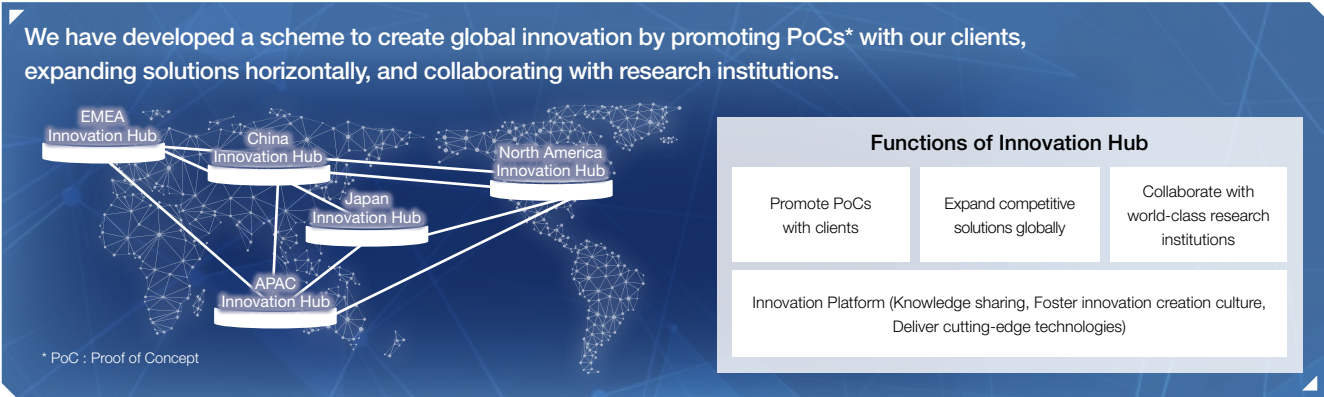 We have developed a scheme to create global innovation by promoting PoCs* with our clients,
expanding solutions horizontally, and collaborating with research institutions.
EMEA
Innovation Hub
China
Innovation Hub
North America
Innovation Hub
Japan
Innovation Hub
APAC
Innovation Hub
* PoC : Proof of Concept
Functions of Innovation Hub
Promote PoCs
with clients
Expand competitive
solutions globally
Collaborate with
world-class research
institutions
Innovation Platform (Knowledge sharing, Foster innovation creation culture,
Deliver cutting-edge technologies)